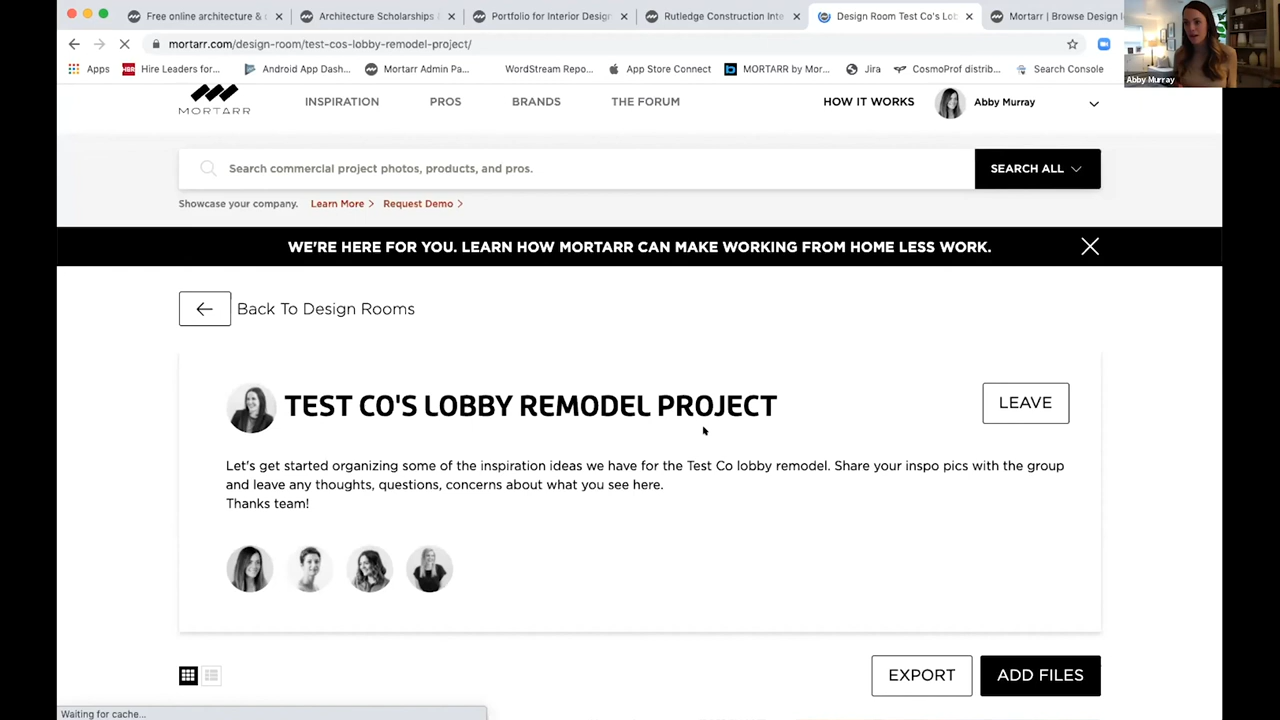 Free online architecture &
Architecture Scholarships
Portfolio for Interior Desig
Rutledge Construction Inte
Design Room Test Co's Lob
Mortarr | Browse Design I
mortarr.com/design-room/test-cos-lobby-remodel-project/
Abby Murray
Apps
HBR Hire Leaders for...
Android App Dash...
Mortarr Admin Pa...
WordStream Repo...
App Store Connect
MORTARR by Mor...
Jira
CosmoProf distrib...
Search Console
MORTARR
INSPIRATION
PROS
BRANDS
THE FORUM
HOW IT WORKS
Abby Murray
Search commercial project photos, products, and pros.
SEARCH ALL
Showcase your company. Learn More > Request Demo >
WE'RE HERE FOR YOU. LEARN HOW MORTARR CAN MAKE WORKING FROM HOME LESS WORK.
Back To Design Rooms
TEST CO'S LOBBY REMODEL PROJECT
LEAVE
Let's get started organizing some of the inspiration ideas we have for the Test Co lobby remodel. Share your inspo pics with the group
and leave any thoughts, questions, concerns about what you see here.
Thanks team!
EXPORT
ADD FILES
Waiting for cache...